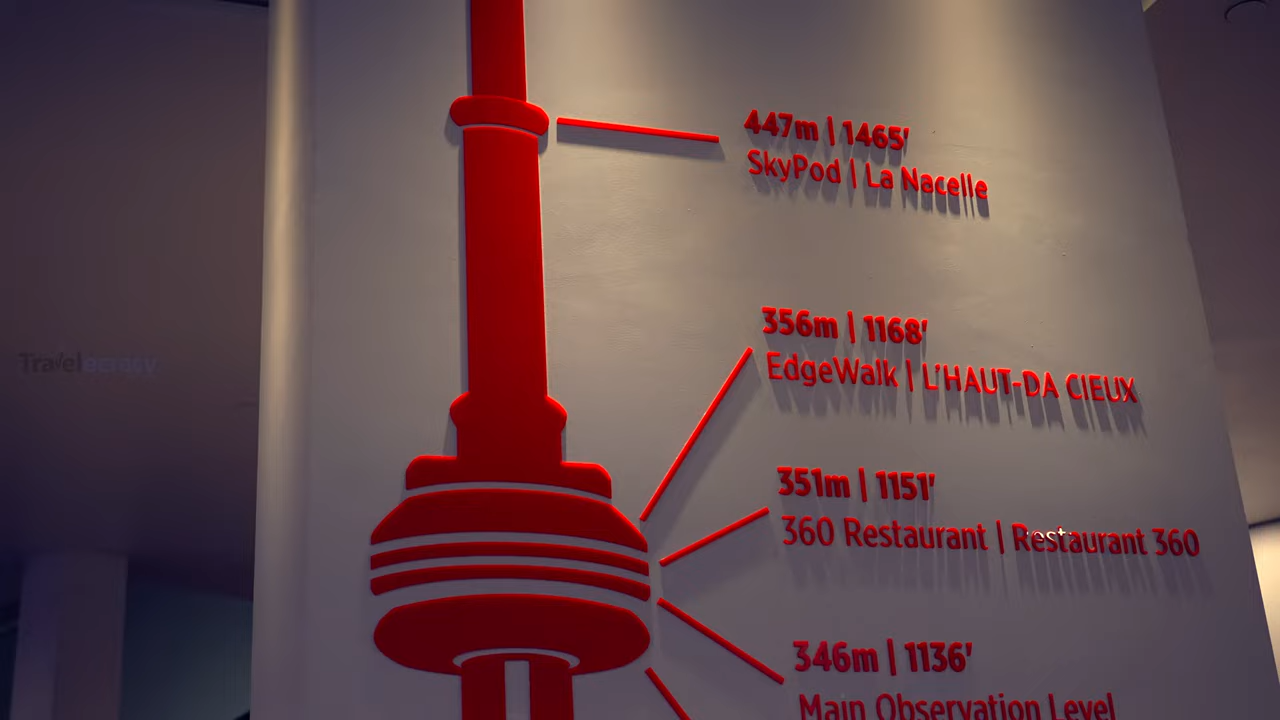 447m | 1465'
SkyPod | La Nacelle
356m | 1168'
EdgeWalk | L'HAUT-DA CIEUX
351m | 1151'
360 Restaurant | Restaurant 360
346m | 1136'
Main Observation Level